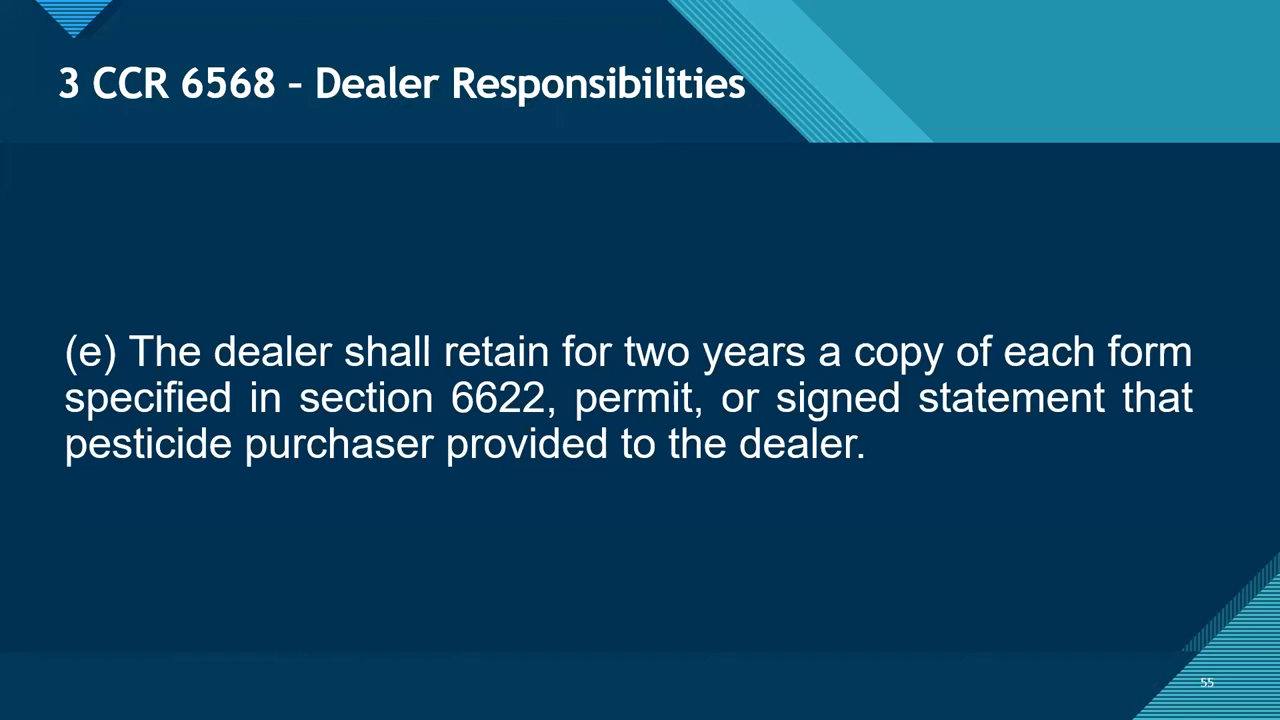 3 CCR 6568 – Dealer Responsibilities
(e) The dealer shall retain for two years a copy of each form
specified in section 6622, permit, or signed statement that
pesticide purchaser provided to the dealer.
55